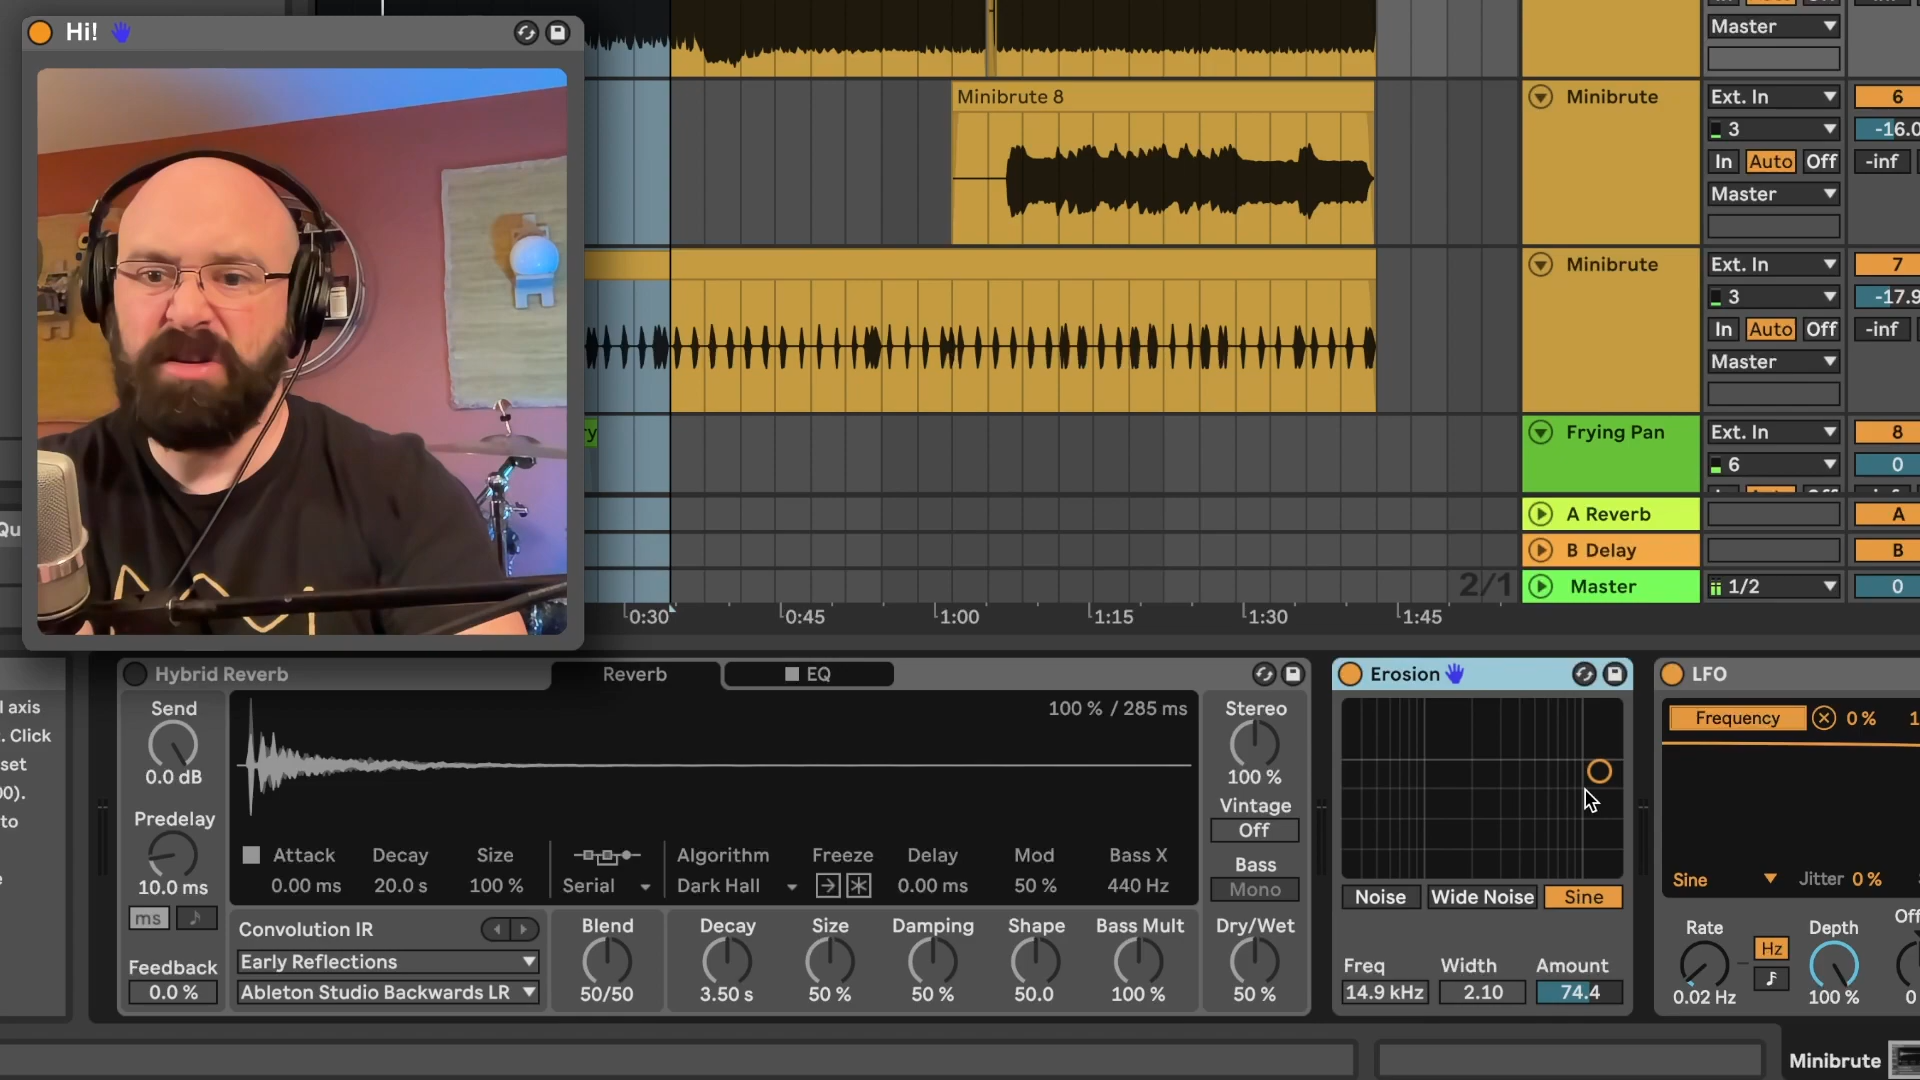 Hi!
Minibrute 8
Master
Minibrute
Ext. In
6
3
-16.0
In Auto Off
-inf
Master
Minibrute
Ext. In
7
3
-17.9
In Auto Off
-inf
Master
y
Frying Pan
Ext. In
8
6
0
A Reverb
A
B Delay
B
Master
1/2
0
2/1
0:30
0:45
1:00
1:15
1:30
1:45
Qu
l axis
. Click
set
00).
to
Hybrid Reverb
Reverb
EQ
Send
0.0 dB
Predelay
10.0 ms
ms
Feedback
0.0 %
100 % / 285 ms
Attack
0.00 ms
Decay
20.0 s
Size
100 %
Serial
Algorithm
Dark Hall
Freeze
Delay
0.00 ms
Mod
50 %
Bass X
440 Hz
Convolution IR
Early Reflections
Ableton Studio Backwards LR
Blend
50/50
Decay
3.50 s
Size
50 %
Damping
50 %
Shape
50.0
Bass Mult
100 %
Stereo
100 %
Vintage
Off
Bass
Mono
Dry/Wet
50 %
Erosion
Noise
Wide Noise
Sine
Freq
14.9 kHz
Width
2.10
Amount
74.4
LFO
Frequency
0 %
1
Sine
Jitter 0 %
Rate
0.02 Hz
Hz
Depth
100 %
Off
0
Minibrute